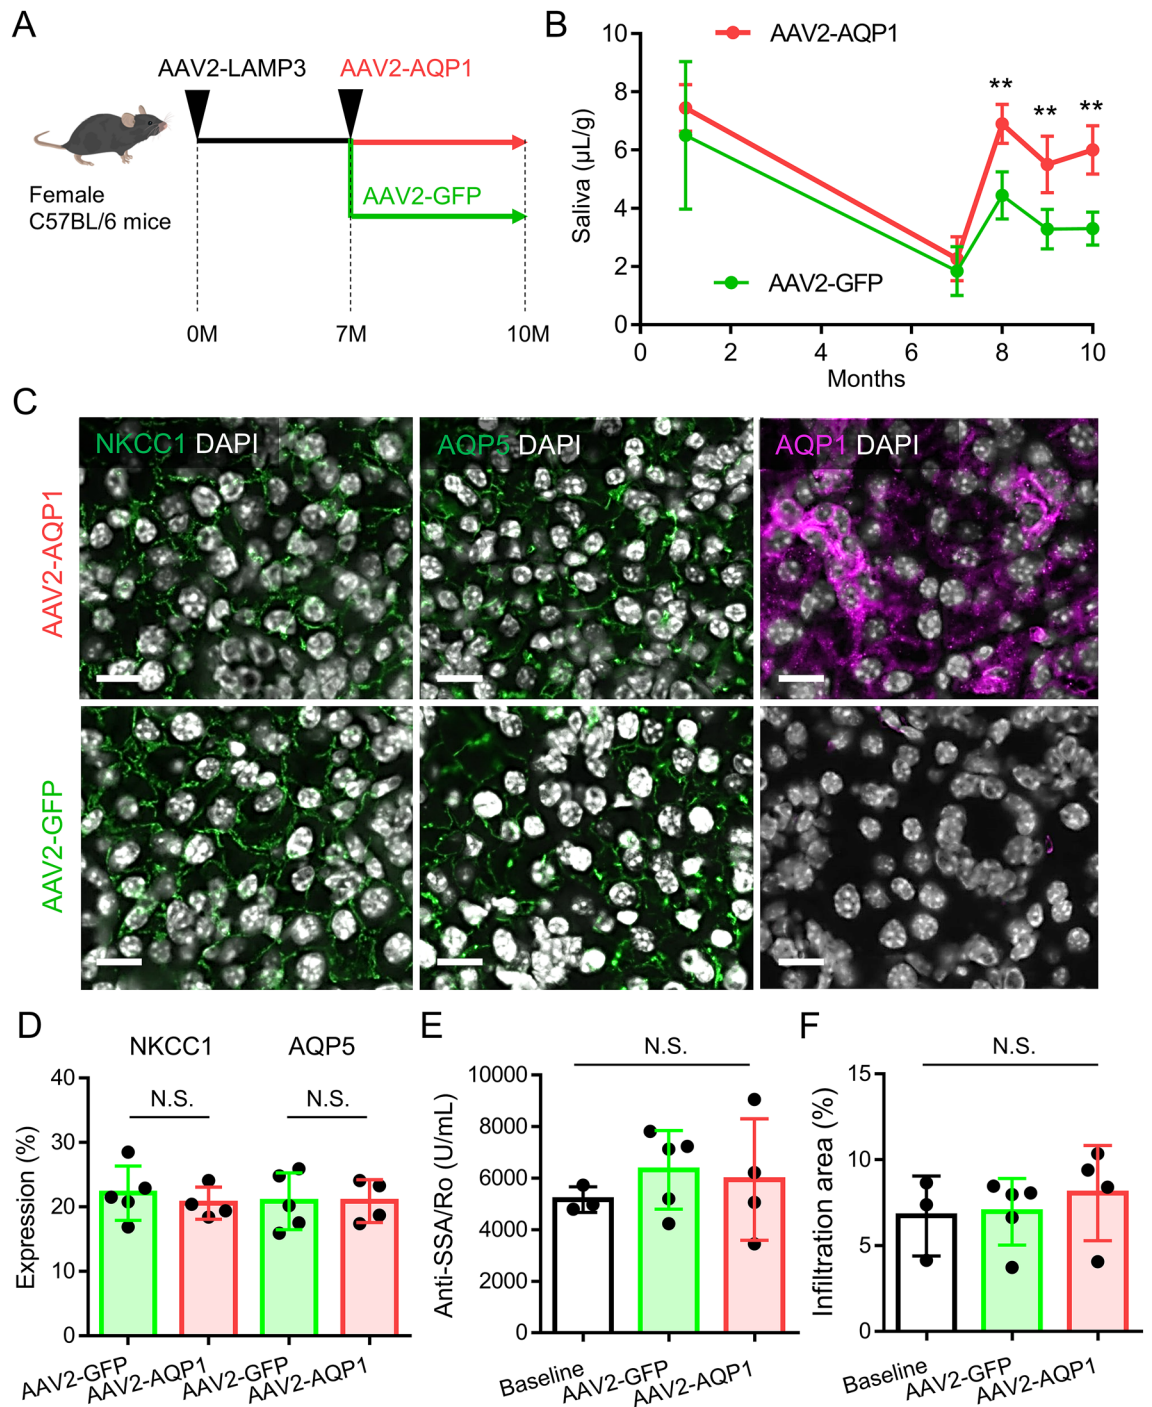 A
AAV2-LAMP3
AAV2-AQP1
AAV2-GFP
Female
C57BL/6 mice
0M
7M
10M
B
AAV2-AQP1
AAV2-GFP
Saliva (µL/g)
10
8
6
4
2
0
**
**
**
0
2
4
6
8
10
Months
C
NKCC1 DAPI
AQP5 DAPI
AQP1 DAPI
AAV2-AQP1
AAV2-GFP
D
NKCC1
AQP5
N.S.
N.S.
Expression (%)
40
30
20
10
0
AAV2-GFP
AAV2-AQP1
AAV2-GFP
AAV2-AQP1
E
N.S.
Anti-SSA/Ro (U/mL)
10000
8000
6000
4000
2000
0
Baseline
AAV2-GFP
AAV2-AQP1
F
N.S.
Infiltration area (%)
15
10
5
0
Baseline
AAV2-GFP
AAV2-AQP1